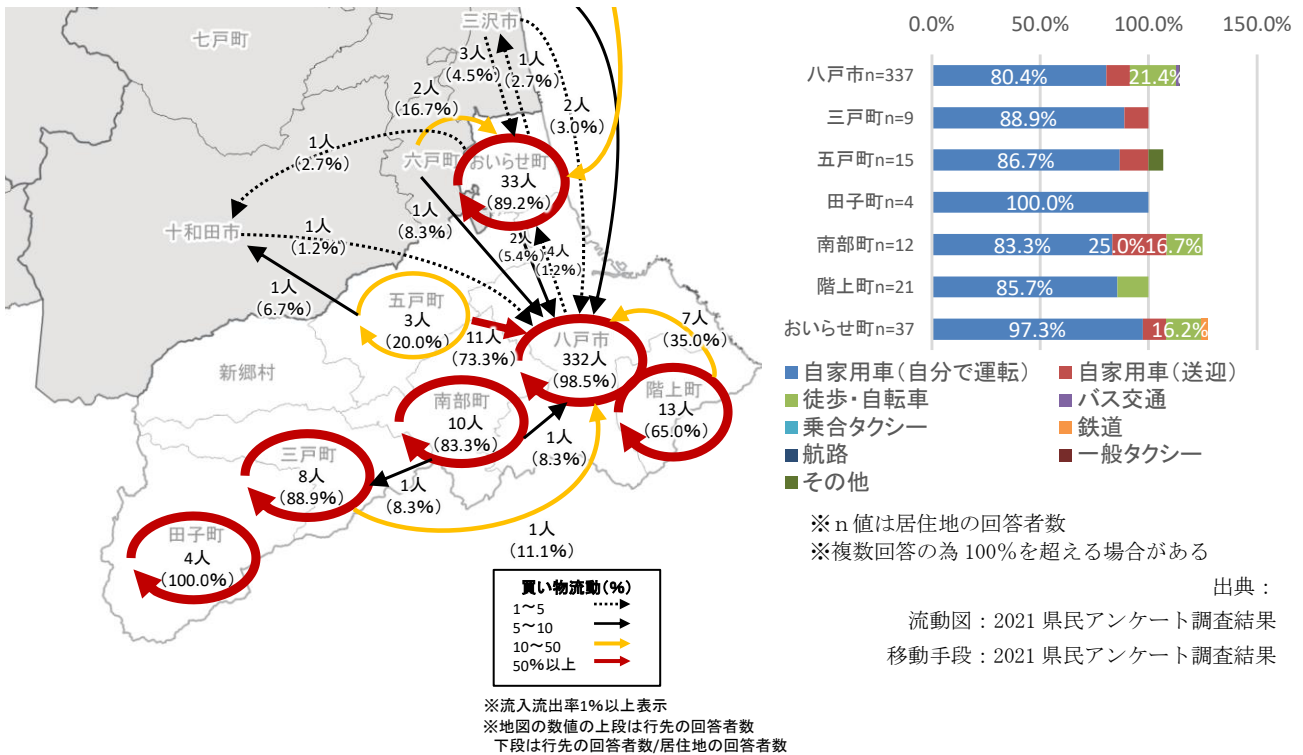 三沢市
七戸町
3人
(4.5%)
1人
(2.7%)
2人
(16.7%)
2人
(3.0%)
1人
(2.7%)
六戸町
おいらせ町
33人
(89.2%)
十和田市
1人
(1.2%)
1人
(8.3%)
2人
(5.4%)
4人
(1.2%)
1人
(6.7%)
五戸町
3人
(20.0%)
11人
(73.3%)
八戸市
332人
(98.5%)
7人
(35.0%)
新郷村
階上町
13人
(65.0%)
南部町
10人
(83.3%)
1人
(8.3%)
三戸町
8人
(88.9%)
1人
(8.3%)
田子町
4人
(100.0%)
1人
(11.1%)
買い物流動(%)
1～5
5～10
10～50
50%以上
※流入流出率1%以上表示
※地図の数値の上段は行先の回答者数
下段は行先の回答者数/居住地の回答者数
0.0% 50.0% 100.0% 150.0%
八戸市n=337 80.4% 21.4%
三戸町n=9 88.9%
五戸町n=15 86.7%
田子町n=4 100.0%
南部町n=12 83.3% 25.0% 16.7%
階上町n=21 85.7%
おいらせ町n=37 97.3% 16.2%
自家用車(自分で運転) 自家用車(送迎)
徒歩・自転車 バス交通
乗合タクシー 鉄道
航路 一般タクシー
その他
※n値は居住地の回答者数
※複数回答の為100%を超える場合がある
出典：
流動図：2021県民アンケート調査結果
移動手段：2021県民アンケート調査結果